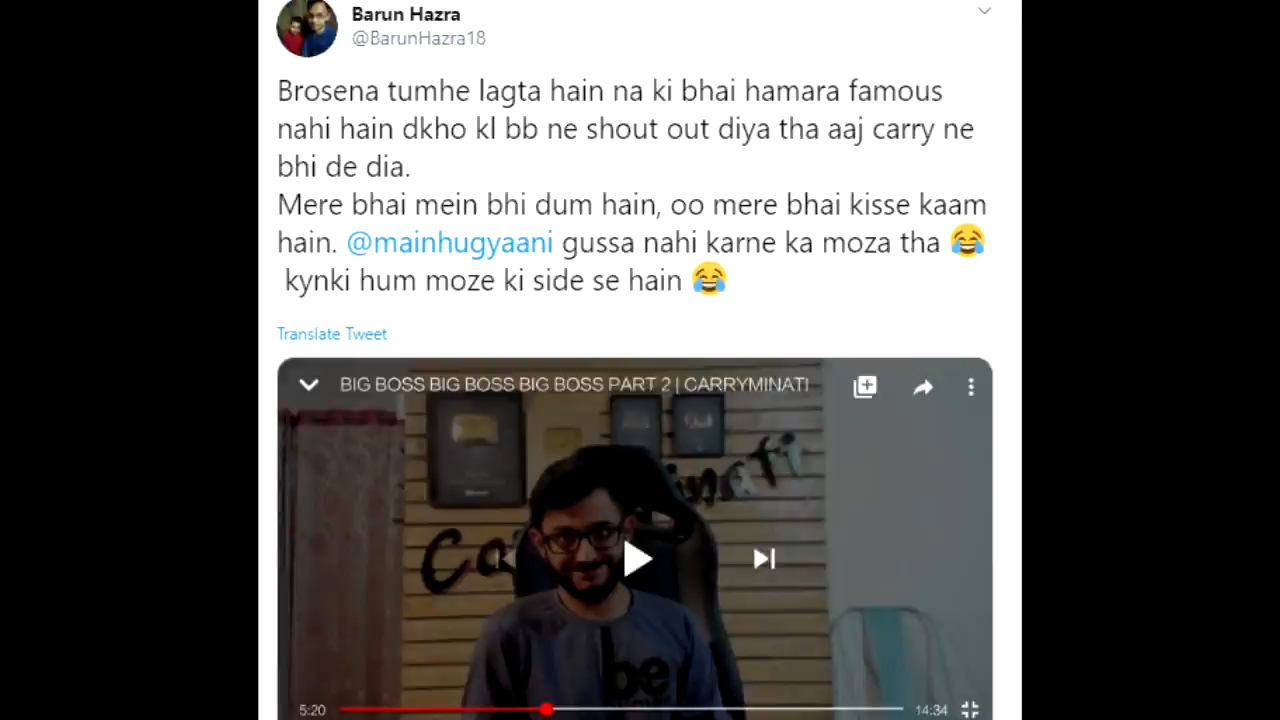 Barun Hazra
@BarunHazra18
Brosena tumhe lagta hain na ki bhai hamara famous
nahi hain dkho kl bb ne shout out diya tha aaj carry ne
bhi de dia.
Mere bhai mein bhi dum hain, oo mere bhai kisse kaam
hain. @mainhugyaani gussa nahi karne ka moza tha 😂
kynki hum moze ki side se hain 😂
Translate Tweet
BIG BOSS BIG BOSS BIG BOSS PART 2 | CARRYMINATI
be
5:20
14:34